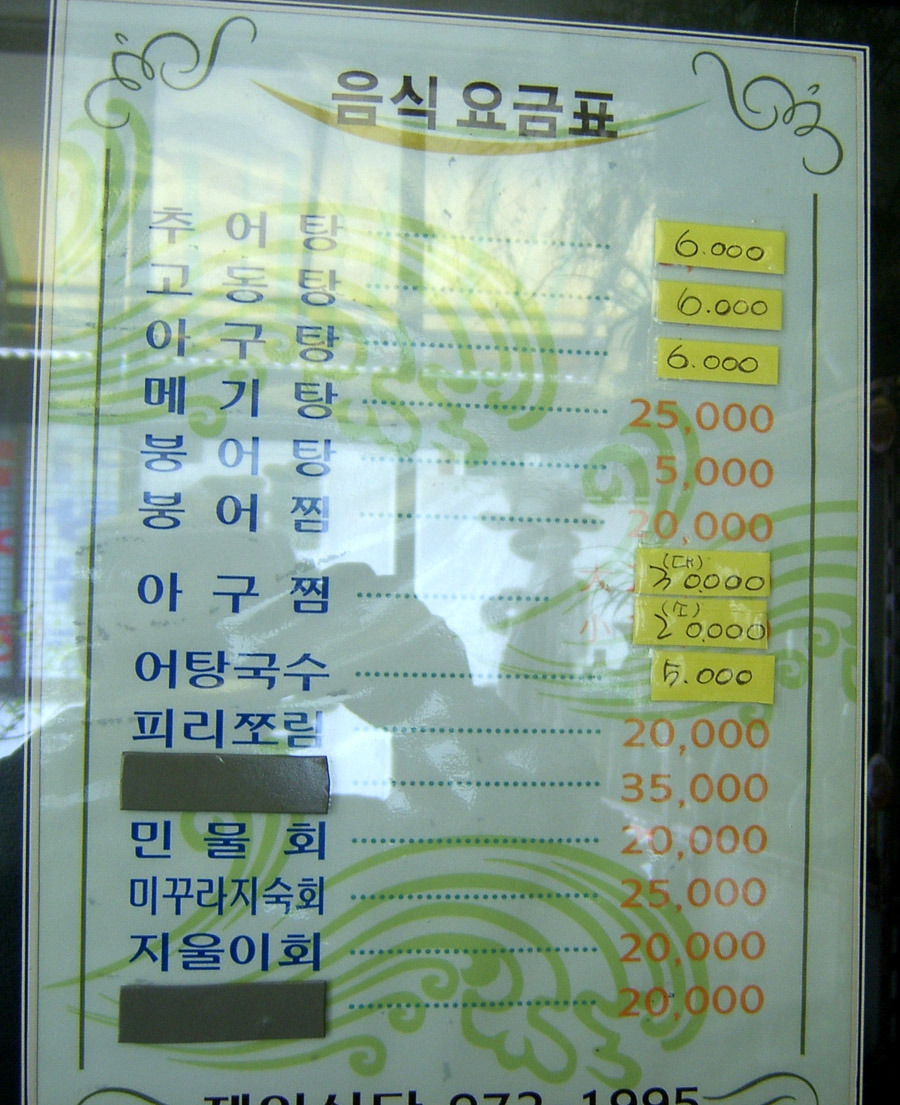 음식 요금표
추 어 탕 6.000
고 동 탕 6.000
아 구 탕 6.000
메 기 탕 25,000
붕 어 탕 5,000
붕 어 찜 20,000
아 구 찜 大 (대) 30.000
小 (소) 20.000
어탕국수 5.000
피리쪼림 20,000
35,000
민 물 회 20,000
미꾸라지숙회 25,000
지울이회 20,000
20,000
973-1995